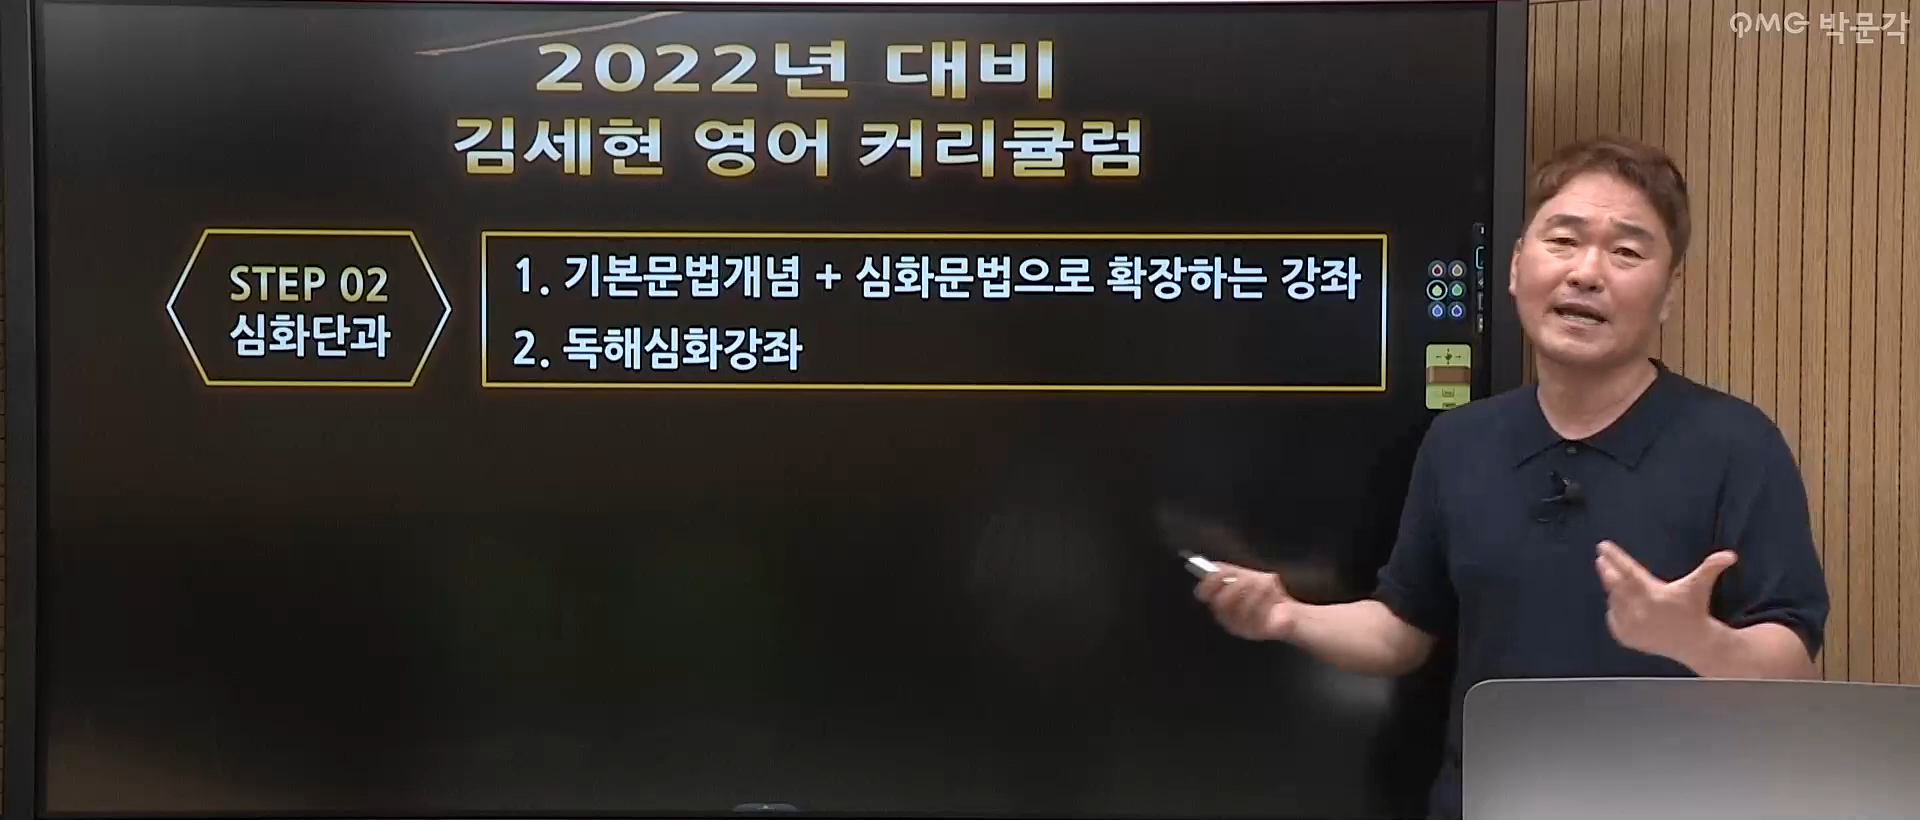 PMG 박문각
2022년 대비
김세현 영어 커리큘럼
STEP 02
심화단과
1. 기본문법개념 + 심화문법으로 확장하는 강좌
2. 독해심화강좌